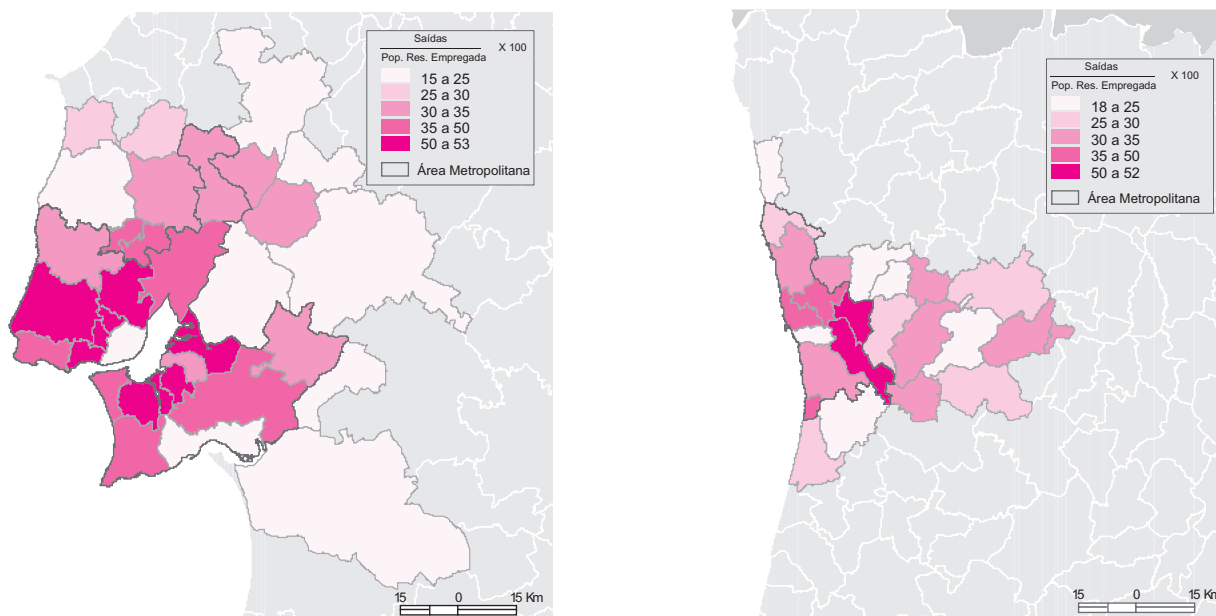 Saídas
X 100
Pop. Res. Empregada
15 a 25
25 a 30
30 a 35
35 a 50
50 a 53
Área Metropolitana
15 0 15 Km
Saídas
X 100
Pop. Res. Empregada
18 a 25
25 a 30
30 a 35
35 a 50
50 a 52
Área Metropolitana
15 0 15 Km